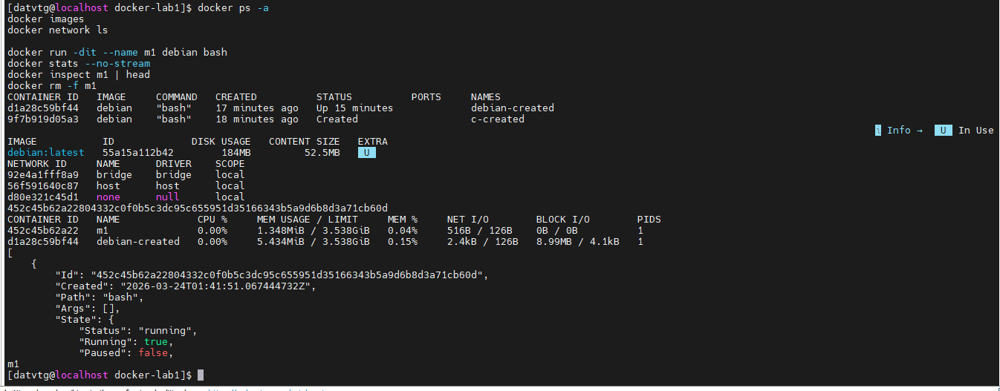 [datvtg@localhost docker-lab1]$ docker ps -a
docker images
docker network ls
docker run -dit --name m1 debian bash
docker stats --no-stream
docker inspect m1 | head
docker rm -f m1
CONTAINER ID   IMAGE     COMMAND   CREATED          STATUS          PORTS     NAMES
d1a28c59bf44   debian    "bash"    17 minutes ago   Up 15 minutes             debian-created
9f7b919d05a3   debian    "bash"    18 minutes ago   Created                   c-created
i Info →   U  In Use
IMAGE           ID             DISK USAGE   CONTENT SIZE   EXTRA
debian:latest   55a15a112b42        184MB         52.5MB    U
NETWORK ID     NAME      DRIVER    SCOPE
92e4a1fff8a9   bridge    bridge    local
56f591640c87   host      host      local
d80e321c45d1   none      null      local
452c45b62a22804332c0f0b5c3dc95c655951d35166343b5a9d6b8d3a71cb60d
CONTAINER ID   NAME             CPU %     MEM USAGE / LIMIT     MEM %     NET I/O         BLOCK I/O        PIDS
452c45b62a22   m1               0.00%     1.348MiB / 3.538GiB   0.04%     516B / 126B     0B / 0B          1
d1a28c59bf44   debian-created   0.00%     5.434MiB / 3.538GiB   0.15%     2.4kB / 126B    8.99MB / 4.1kB   1
[
    {
        "Id": "452c45b62a22804332c0f0b5c3dc95c655951d35166343b5a9d6b8d3a71cb60d",
        "Created": "2026-03-24T01:41:51.067444732Z",
        "Path": "bash",
        "Args": [],
        "State": {
            "Status": "running",
            "Running": true,
            "Paused": false,
m1
[datvtg@localhost docker-lab1]$